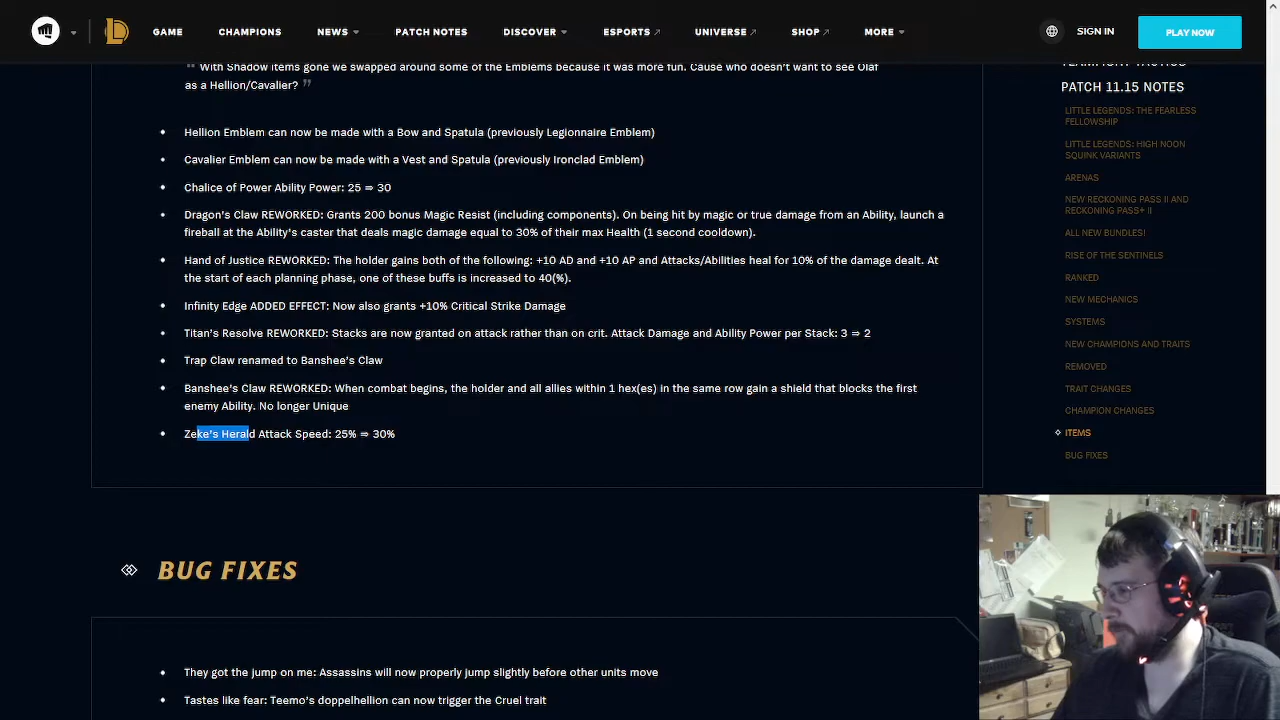 GAME CHAMPIONS NEWS PATCH NOTES DISCOVER ESPORTS UNIVERSE SHOP MORE SIGN IN PLAY NOW
" With Shadow items gone we swapped around some of the Emblems because it was more fun. Cause who doesn't want to see Olaf
as a Hellion/Cavalier? "
Hellion Emblem can now be made with a Bow and Spatula (previously Legionnaire Emblem)
Cavalier Emblem can now be made with a Vest and Spatula (previously Ironclad Emblem)
Chalice of Power Ability Power: 25 ⇒ 30
Dragon's Claw REWORKED: Grants 200 bonus Magic Resist (including components). On being hit by magic or true damage from an Ability, launch a
fireball at the Ability's caster that deals magic damage equal to 30% of their max Health (1 second cooldown).
Hand of Justice REWORKED: The holder gains both of the following: +10 AD and +10 AP and Attacks/Abilities heal for 10% of the damage dealt. At
the start of each planning phase, one of these buffs is increased to 40(%).
Infinity Edge ADDED EFFECT: Now also grants +10% Critical Strike Damage
Titan's Resolve REWORKED: Stacks are now granted on attack rather than on crit. Attack Damage and Ability Power per Stack: 3 ⇒ 2
Trap Claw renamed to Banshee's Claw
Banshee's Claw REWORKED: When combat begins, the holder and all allies within 1 hex(es) in the same row gain a shield that blocks the first
enemy Ability. No longer Unique
Zeke's Herald Attack Speed: 25% ⇒ 30%
BUG FIXES
They got the jump on me: Assassins will now properly jump slightly before other units move
Tastes like fear: Teemo's doppelhellion can now trigger the Cruel trait
TEAMFIGHT TACTICS
PATCH 11.15 NOTES
LITTLE LEGENDS: THE FEARLESS
FELLOWSHIP
LITTLE LEGENDS: HIGH NOON
SQUINK VARIANTS
ARENAS
NEW RECKONING PASS II AND
RECKONING PASS+ II
ALL NEW BUNDLES!
RISE OF THE SENTINELS
RANKED
NEW MECHANICS
SYSTEMS
NEW CHAMPIONS AND TRAITS
REMOVED
TRAIT CHANGES
CHAMPION CHANGES
ITEMS
BUG FIXES